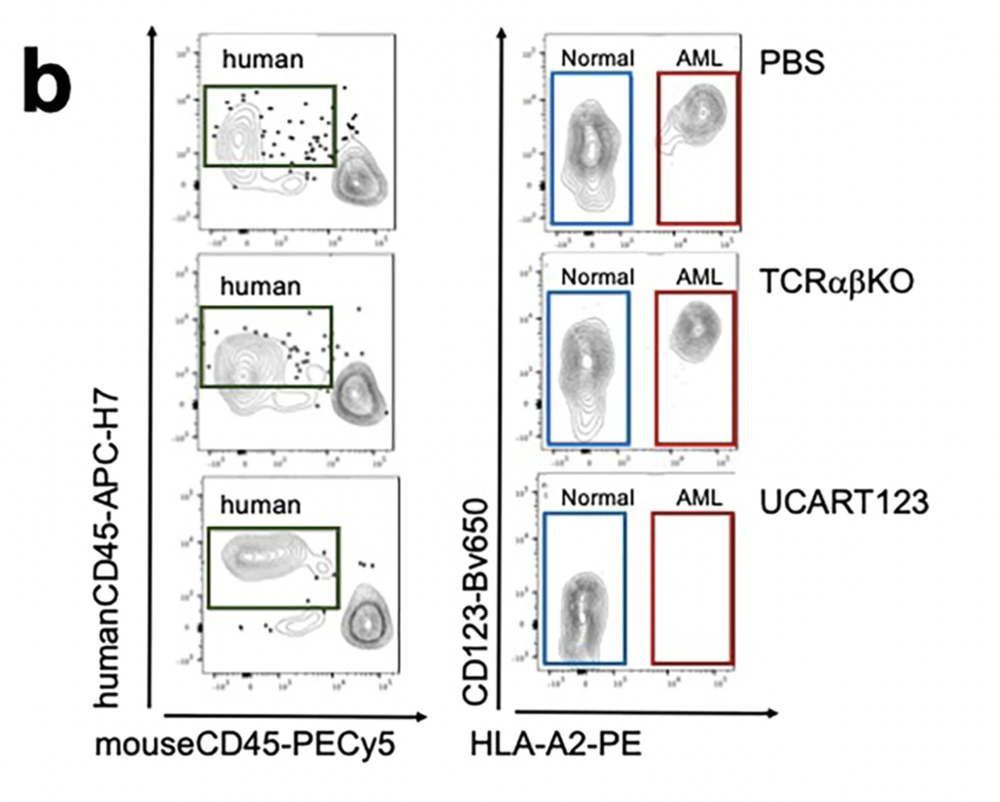 b
human
Normal AML PBS
human
Normal AML TCRαβKO
human
Normal AML UCART123
humanCD45-APC-H7
CD123-Bv650
mouseCD45-PECy5
HLA-A2-PE